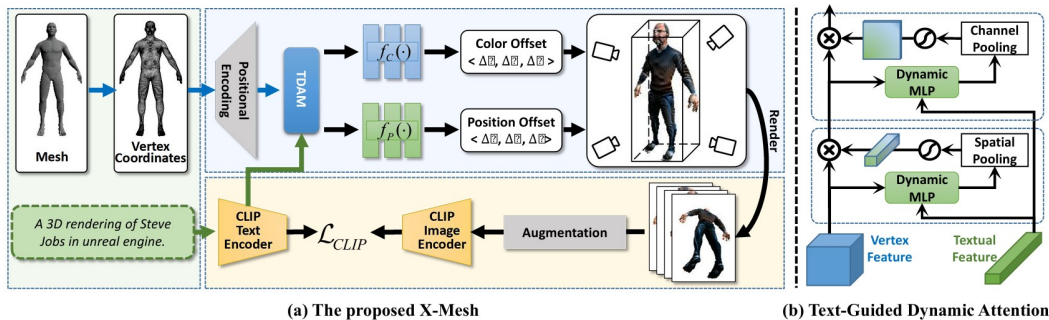 Mesh
Vertex
Coordinates
Positional
Encoding
TDAM
f_C(·)
f_P(·)
Color Offset
< Δ, Δ, Δ >
Position Offset
< Δ, Δ, Δ>
Render
A 3D rendering of Steve
Jobs in unreal engine.
CLIP
Text
Encoder
ℒ_CLIP
CLIP
Image
Encoder
Augmentation
(a) The proposed X-Mesh
Channel
Pooling
Dynamic
MLP
Spatial
Pooling
Dynamic
MLP
Vertex
Feature
Textual
Feature
(b) Text-Guided Dynamic Attention